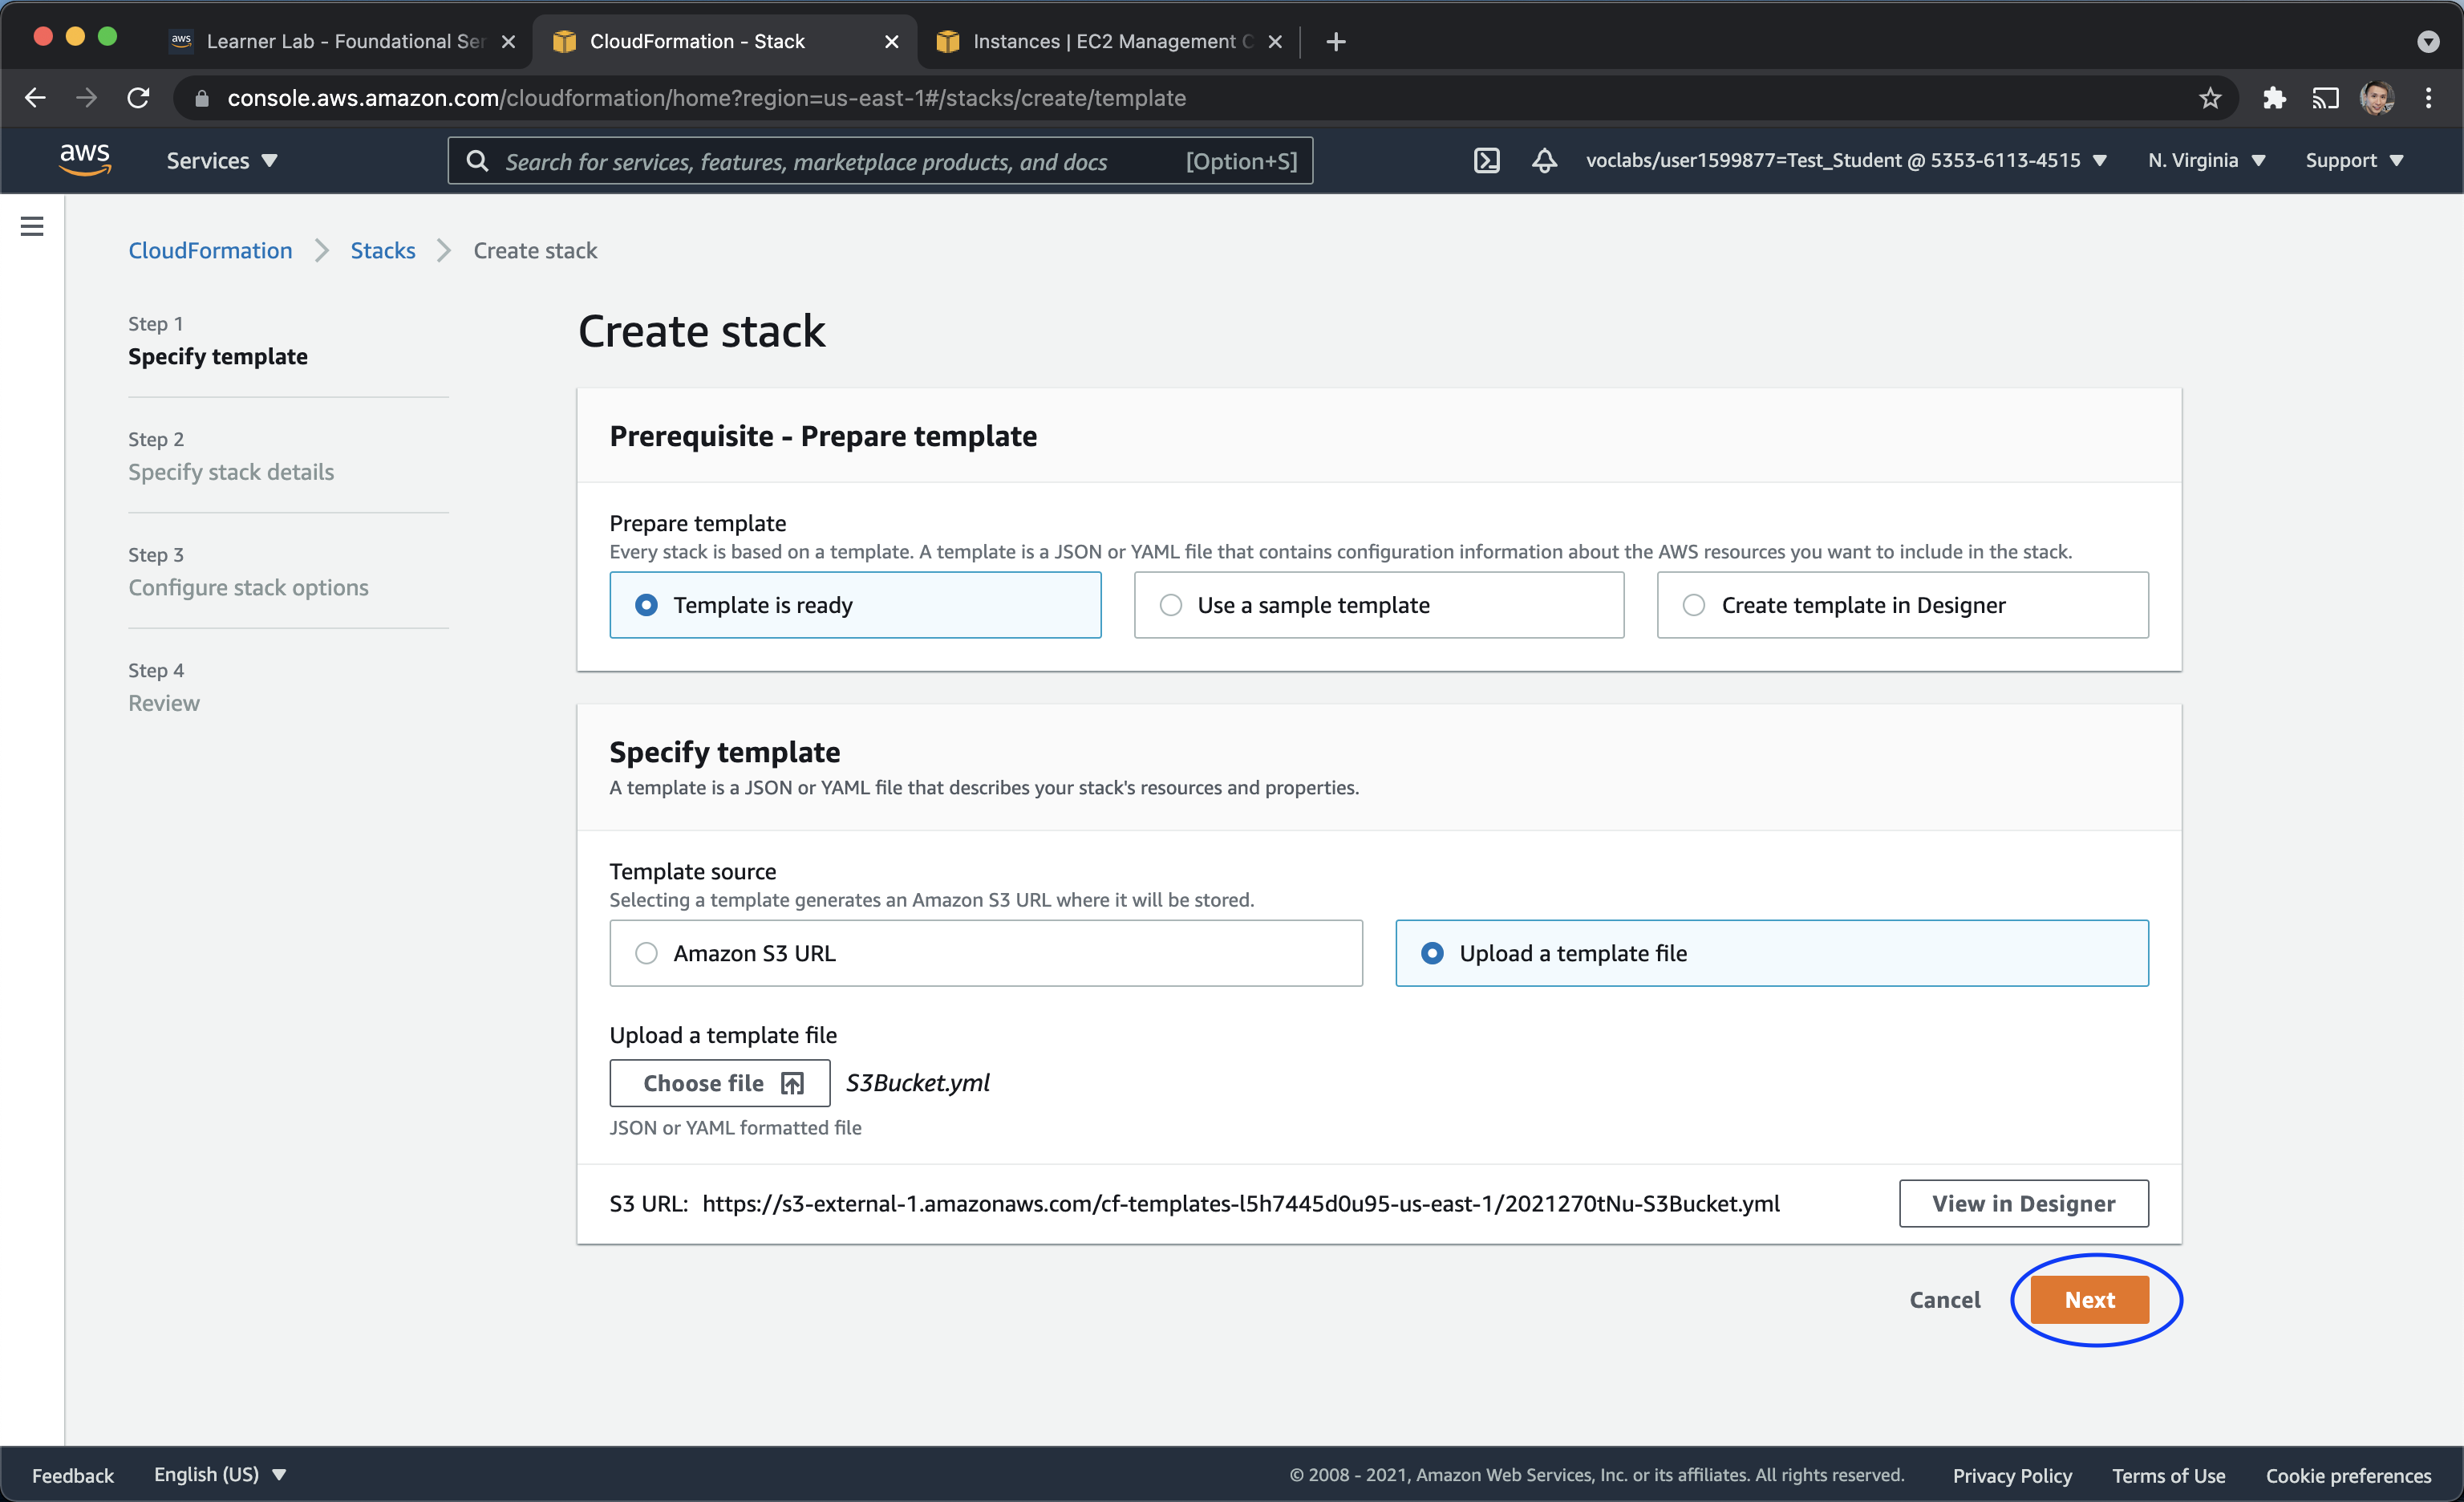 aws Learner Lab - Foundational Ser
CloudFormation - Stack
Instances | EC2 Management C
console.aws.amazon.com/cloudformation/home?region=us-east-1#/stacks/create/template
aws Services Search for services, features, marketplace products, and docs [Option+S] voclabs/user1599877=Test_Student @ 5353-6113-4515 N. Virginia Support
CloudFormation Stacks Create stack
Step 1
Specify template
Step 2
Specify stack details
Step 3
Configure stack options
Step 4
Review
Create stack
Prerequisite - Prepare template
Prepare template
Every stack is based on a template. A template is a JSON or YAML file that contains configuration information about the AWS resources you want to include in the stack.
Template is ready Use a sample template Create template in Designer
Specify template
A template is a JSON or YAML file that describes your stack's resources and properties.
Template source
Selecting a template generates an Amazon S3 URL where it will be stored.
Amazon S3 URL Upload a template file
Upload a template file
Choose file S3Bucket.yml
JSON or YAML formatted file
S3 URL: https://s3-external-1.amazonaws.com/cf-templates-l5h7445d0u95-us-east-1/2021270tNu-S3Bucket.yml View in Designer
Cancel Next
Feedback English (US) © 2008 - 2021, Amazon Web Services, Inc. or its affiliates. All rights reserved. Privacy Policy Terms of Use Cookie preferences